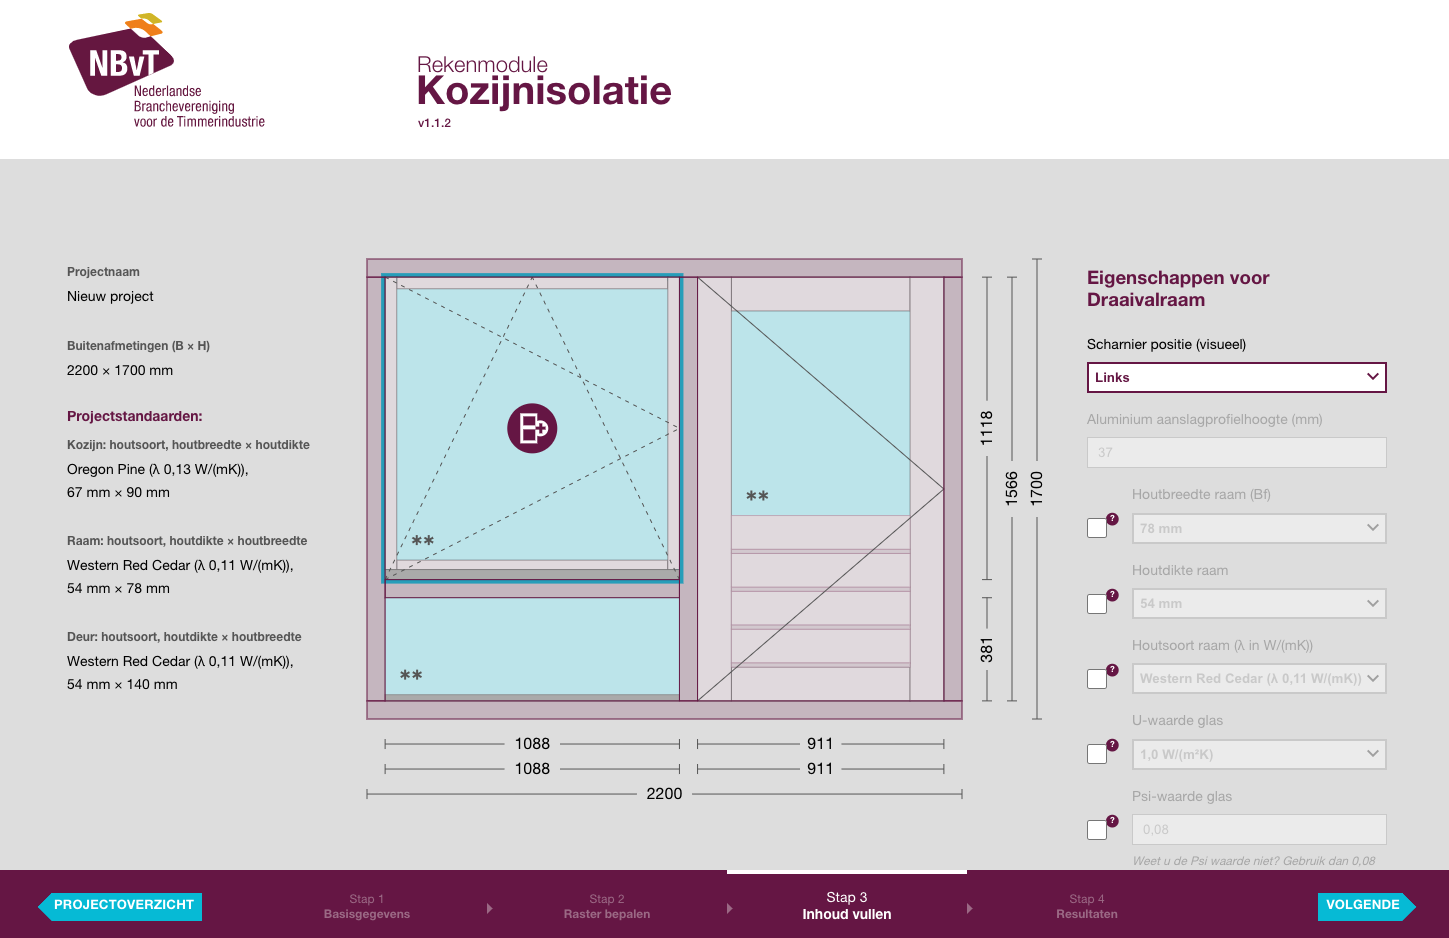 NBvT
Nederlandse
Branchevereniging
voor de Timmerindustrie
Rekenmodule
Kozijnisolatie
v1.1.2
Projectnaam
Nieuw project
Buitenafmetingen (B × H)
2200 × 1700 mm
Projectstandaarden:
Kozijn: houtsoort, houtbreedte × houtdikte
Oregon Pine (λ 0,13 W/(mK)),
67 mm × 90 mm
Raam: houtsoort, houtdikte × houtbreedte
Western Red Cedar (λ 0,11 W/(mK)),
54 mm × 78 mm
Deur: houtsoort, houtdikte × houtbreedte
Western Red Cedar (λ 0,11 W/(mK)),
54 mm × 140 mm
**
**
**
1118
381
1566
1700
1088
911
1088
911
2200
Eigenschappen voor
Draaivalraam
Scharnier positie (visueel)
Links
Aluminium aanslagprofielhoogte (mm)
37
Houtbreedte raam (Bf)
?
78 mm
Houtdikte raam
?
54 mm
Houtsoort raam (λ in W/(mK))
?
Western Red Cedar (λ 0,11 W/(mK))
U-waarde glas
?
1,0 W/(m²K)
Psi-waarde glas
?
0,08
Weet u de Psi waarde niet? Gebruik dan 0,08
PROJECTOVERZICHT
Stap 1
Basisgegevens
Stap 2
Raster bepalen
Stap 3
Inhoud vullen
Stap 4
Resultaten
VOLGENDE